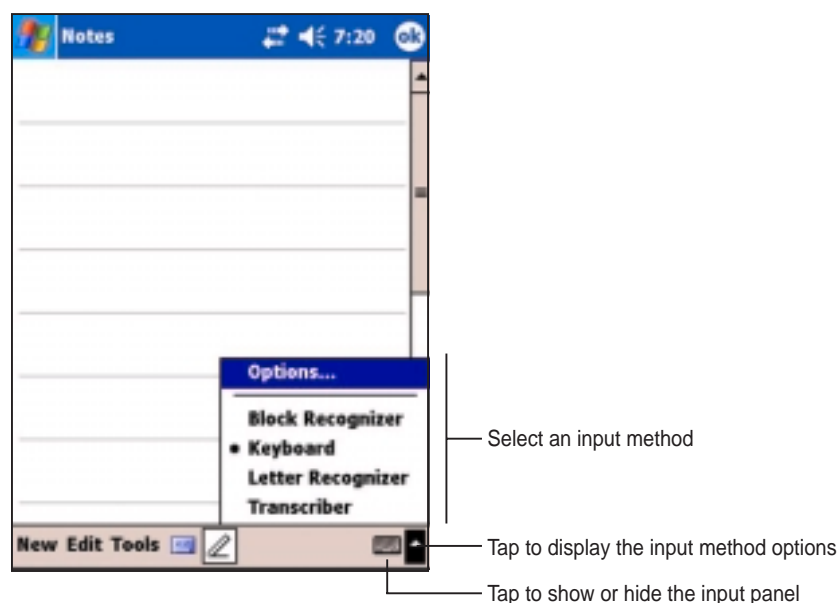 Notes 7:20 ok
Options...
Block Recognizer
Keyboard
Letter Recognizer
Transcriber
Select an input method
New Edit Tools
Tap to display the input method options
Tap to show or hide the input panel